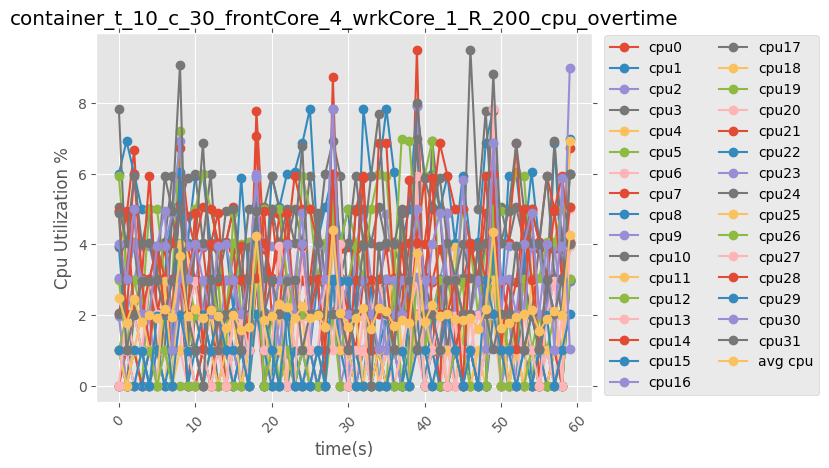 container_t_10_c_30_frontCore_4_wrkCore_1_R_200_cpu_overtime
Cpu Utilization %
8
6
4
2
0
0
10
20
30
40
50
60
time(s)
cpu0
cpu1
cpu2
cpu3
cpu4
cpu5
cpu6
cpu7
cpu8
cpu9
cpu10
cpu11
cpu12
cpu13
cpu14
cpu15
cpu16
cpu17
cpu18
cpu19
cpu20
cpu21
cpu22
cpu23
cpu24
cpu25
cpu26
cpu27
cpu28
cpu29
cpu30
cpu31
avg cpu